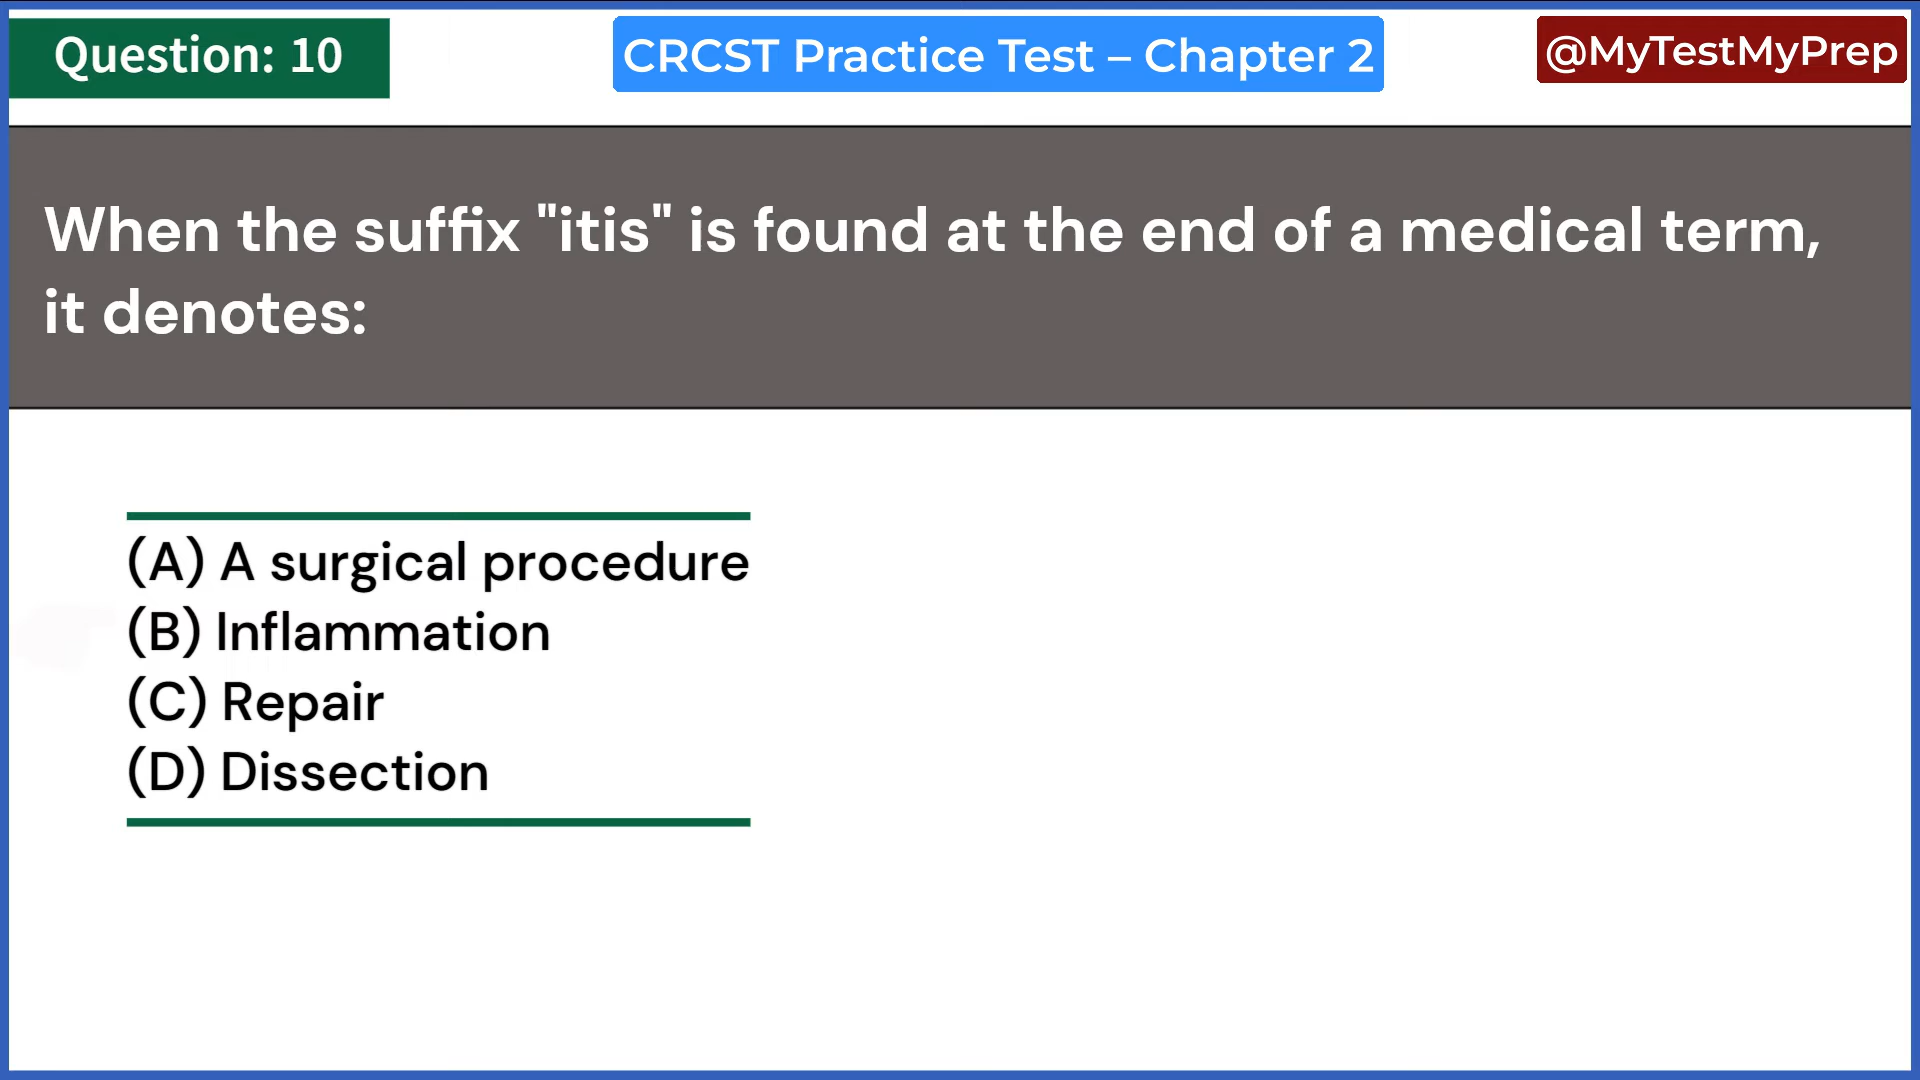 Question: 10
CRCST Practice Test – Chapter 2
@MyTestMyPrep
When the suffix "itis" is found at the end of a medical term,
it denotes:
(A) A surgical procedure
(B) Inflammation
(C) Repair
(D) Dissection